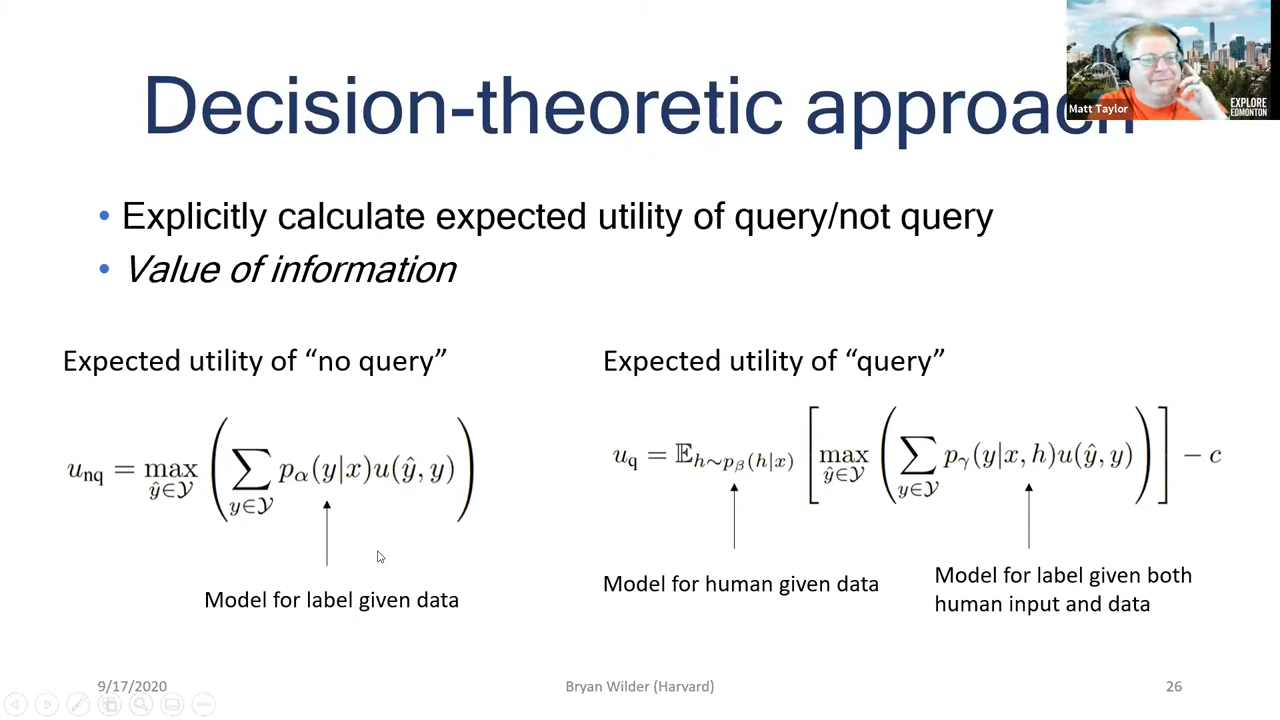 Decision-theoretic approach
Matt Taylor
EXPLORE
EDMONTON
• Explicitly calculate expected utility of query/not query
• Value of information
Expected utility of “no query”
Expected utility of “query”
u_nq = max_{ŷ∈𝒴} ( ∑_{y∈𝒴} p_α(y|x)u(ŷ, y) )
u_q = 𝔼_{h∼p_β(h|x)} [ max_{ŷ∈𝒴} ( ∑_{y∈𝒴} p_γ(y|x, h)u(ŷ, y) ) ] − c
Model for label given data
Model for human given data
Model for label given both
human input and data
9/17/2020
Bryan Wilder (Harvard)
26